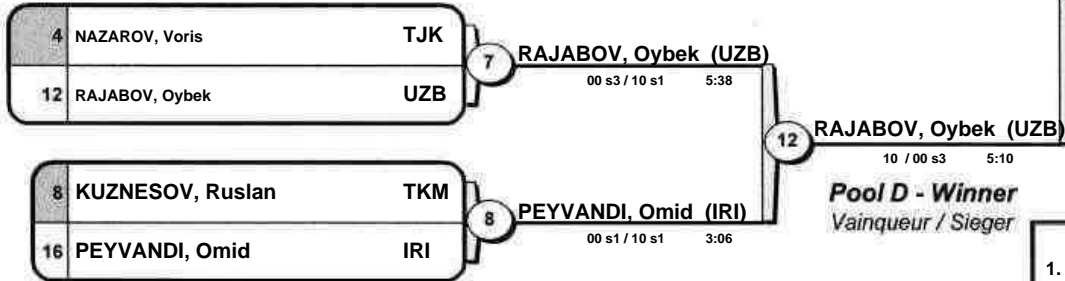 4 NAZAROV, Voris TJK
12 RAJABOV, Oybek UZB
7
RAJABOV, Oybek (UZB)
00 s3 / 10 s1 5:38
8 KUZNESOV, Ruslan TKM
16 PEYVANDI, Omid IRI
8
PEYVANDI, Omid (IRI)
00 s1 / 10 s1 3:06
12
RAJABOV, Oybek (UZB)
10 / 00 s3 5:10
Pool D - Winner
Vainqueur / Sieger
1.